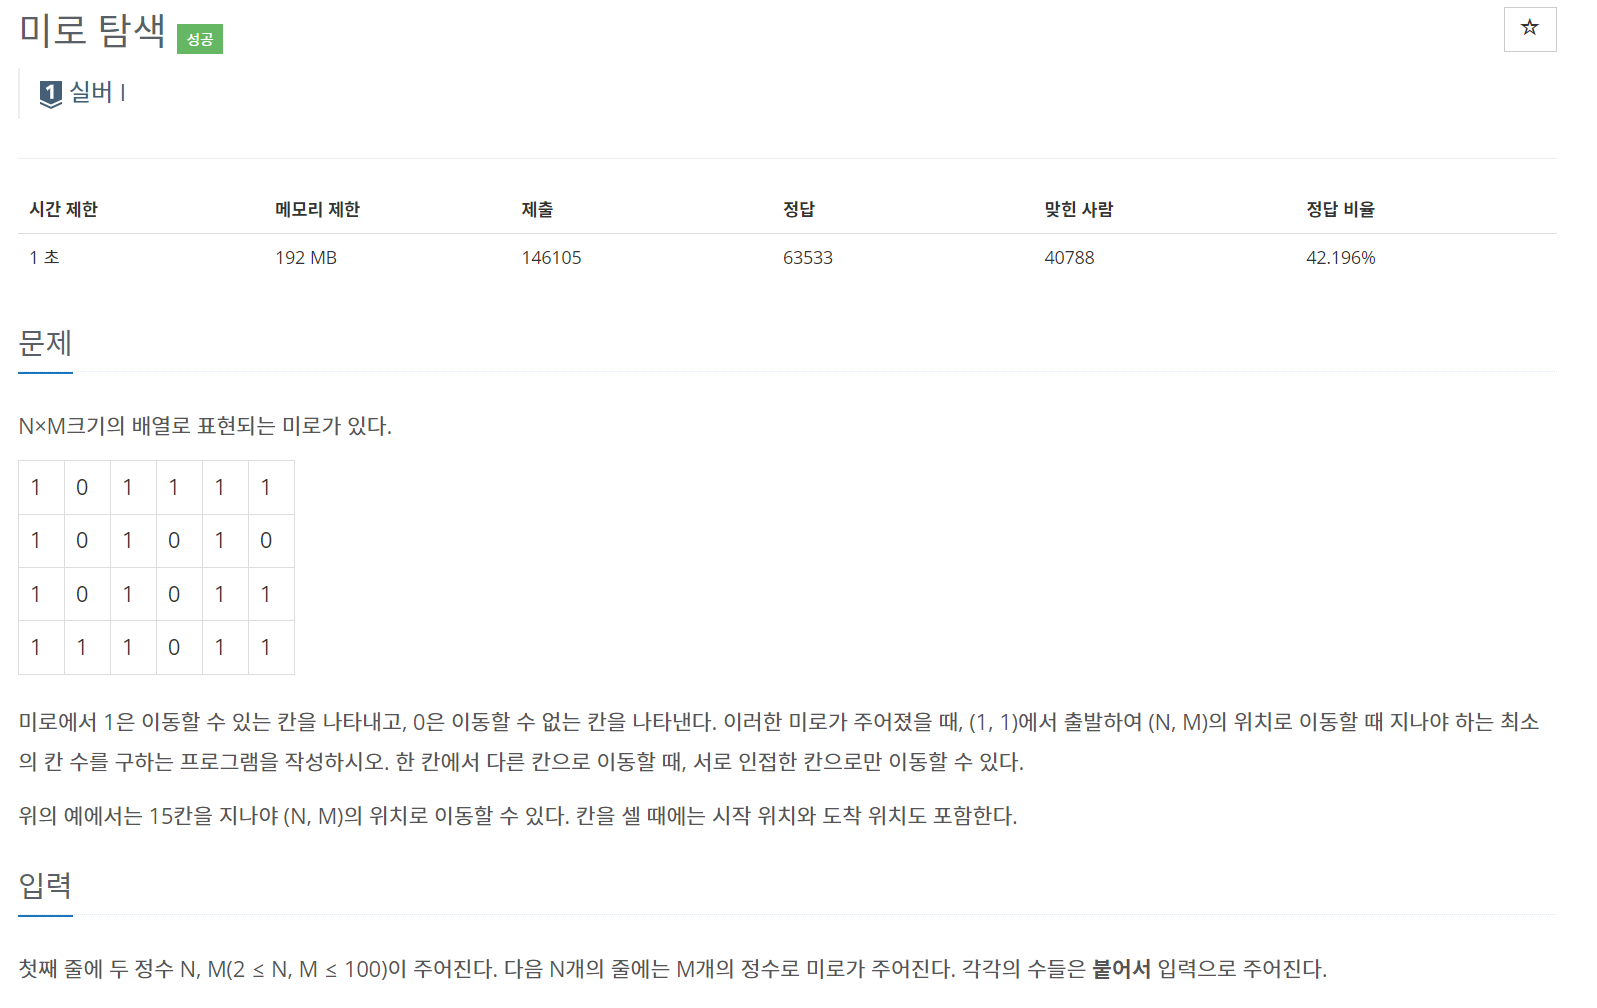 미로 탐색 성공
☆
1 실버 I
시간 제한 메모리 제한 제출 정답 맞힌 사람 정답 비율
1 초 192 MB 146105 63533 40788 42.196%
문제
N×M크기의 배열로 표현되는 미로가 있다.
1 0 1 1 1 1
1 0 1 0 1 0
1 0 1 0 1 1
1 1 1 0 1 1
미로에서 1은 이동할 수 있는 칸을 나타내고, 0은 이동할 수 없는 칸을 나타낸다. 이러한 미로가 주어졌을 때, (1, 1)에서 출발하여 (N, M)의 위치로 이동할 때 지나야 하는 최소
의 칸 수를 구하는 프로그램을 작성하시오. 한 칸에서 다른 칸으로 이동할 때, 서로 인접한 칸으로만 이동할 수 있다.
위의 예에서는 15칸을 지나야 (N, M)의 위치로 이동할 수 있다. 칸을 셀 때에는 시작 위치와 도착 위치도 포함한다.
입력
첫째 줄에 두 정수 N, M(2 ≤ N, M ≤ 100)이 주어진다. 다음 N개의 줄에는 M개의 정수로 미로가 주어진다. 각각의 수들은 붙어서 입력으로 주어진다.